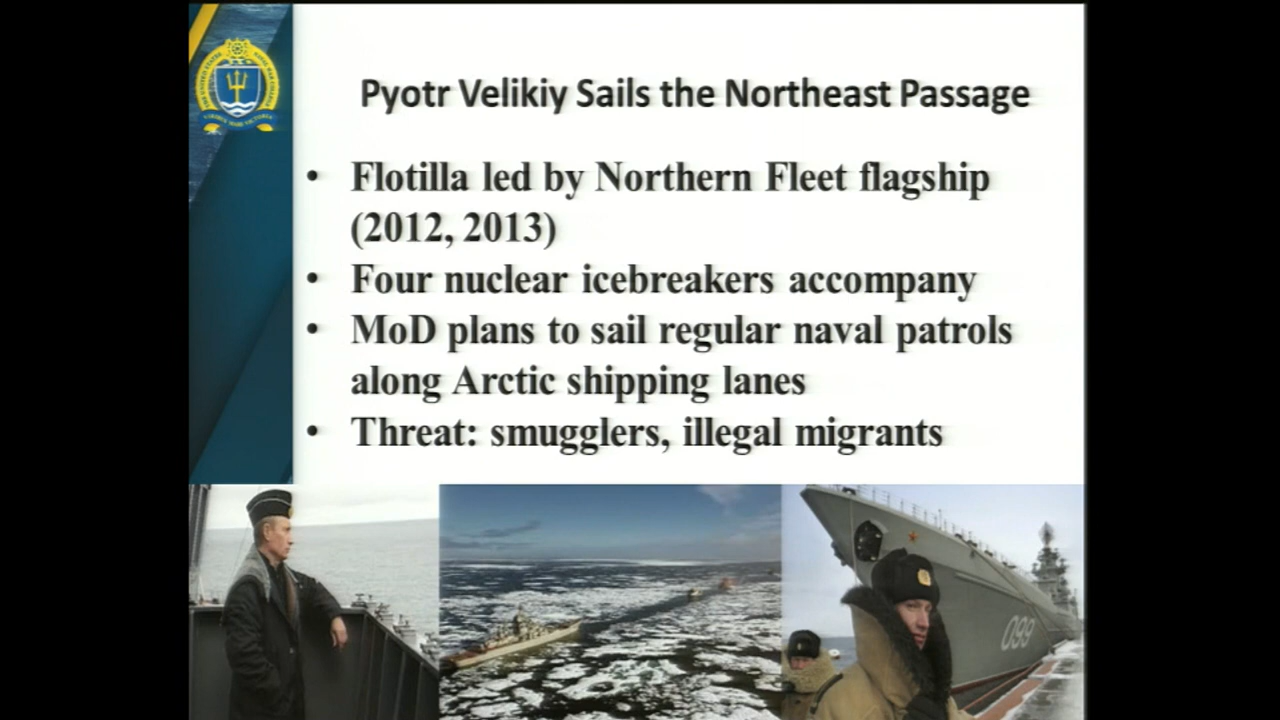 Pyotr Velikiy Sails the Northeast Passage
• Flotilla led by Northern Fleet flagship
(2012, 2013)
• Four nuclear icebreakers accompany
• MoD plans to sail regular naval patrols
along Arctic shipping lanes
• Threat: smugglers, illegal migrants
099